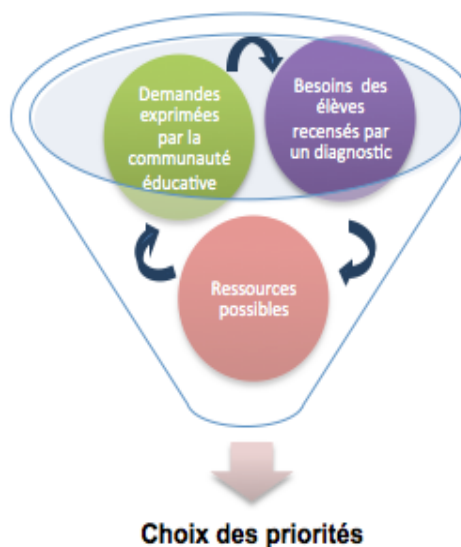 Demandes
exprimées
par la
communauté
éducative
Besoins des
élèves
recensés par
un diagnostic
Ressources
possibles
Choix des priorités